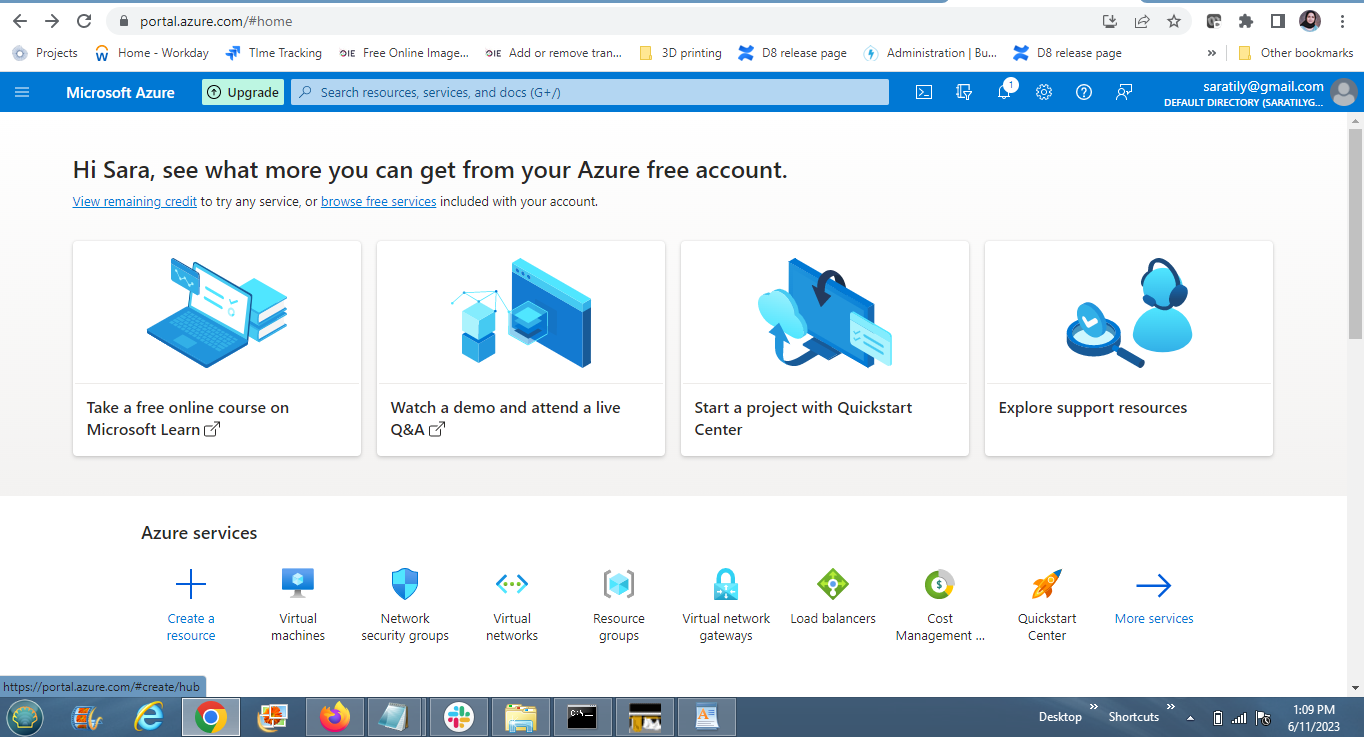 portal.azure.com/#home
Projects
Home - Workday
TIme Tracking
Free Online Image...
Add or remove tran...
3D printing
D8 release page
Administration | Bu...
D8 release page
»
Other bookmarks
Microsoft Azure
Upgrade
Search resources, services, and docs (G+/)
1
saratily@gmail.com
DEFAULT DIRECTORY (SARATILYG...
Hi Sara, see what more you can get from your Azure free account.
View remaining credit to try any service, or browse free services included with your account.
Take a free online course on
Microsoft Learn
Watch a demo and attend a live
Q&A
Start a project with Quickstart
Center
Explore support resources
Azure services
Create a
resource
Virtual
machines
Network
security groups
Virtual
networks
Resource
groups
Virtual network
gateways
Load balancers
Cost
Management ...
Quickstart
Center
More services
https://portal.azure.com/#create/hub
Desktop »
Shortcuts »
1:09 PM
6/11/2023